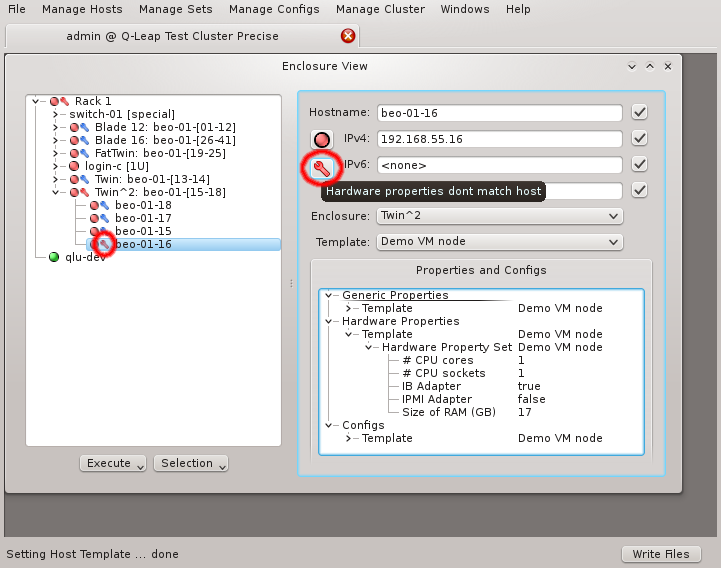 File Manage Hosts Manage Sets Manage Configs Manage Cluster Windows Help
admin @ Q-Leap Test Cluster Precise
Enclosure View
Rack 1
switch-01 [special]
Blade 12: beo-01-[01-12]
Blade 16: beo-01-[26-41]
FatTwin: beo-01-[19-25]
login-c [1U]
Twin: beo-01-[13-14]
Twin^2: beo-01-[15-18]
beo-01-18
beo-01-17
beo-01-15
beo-01-16
qlu-dev
Execute Selection
Hostname: beo-01-16
IPv4: 192.168.55.16
IPv6: <none>
Hardware properties dont match host
Enclosure: Twin^2
Template: Demo VM node
Properties and Configs
Generic Properties
Template Demo VM node
Hardware Properties
Template Demo VM node
Hardware Property Set Demo VM node
# CPU cores 1
# CPU sockets 1
IB Adapter true
IPMI Adapter false
Size of RAM (GB) 17
Configs
Template Demo VM node
Setting Host Template ... done Write Files